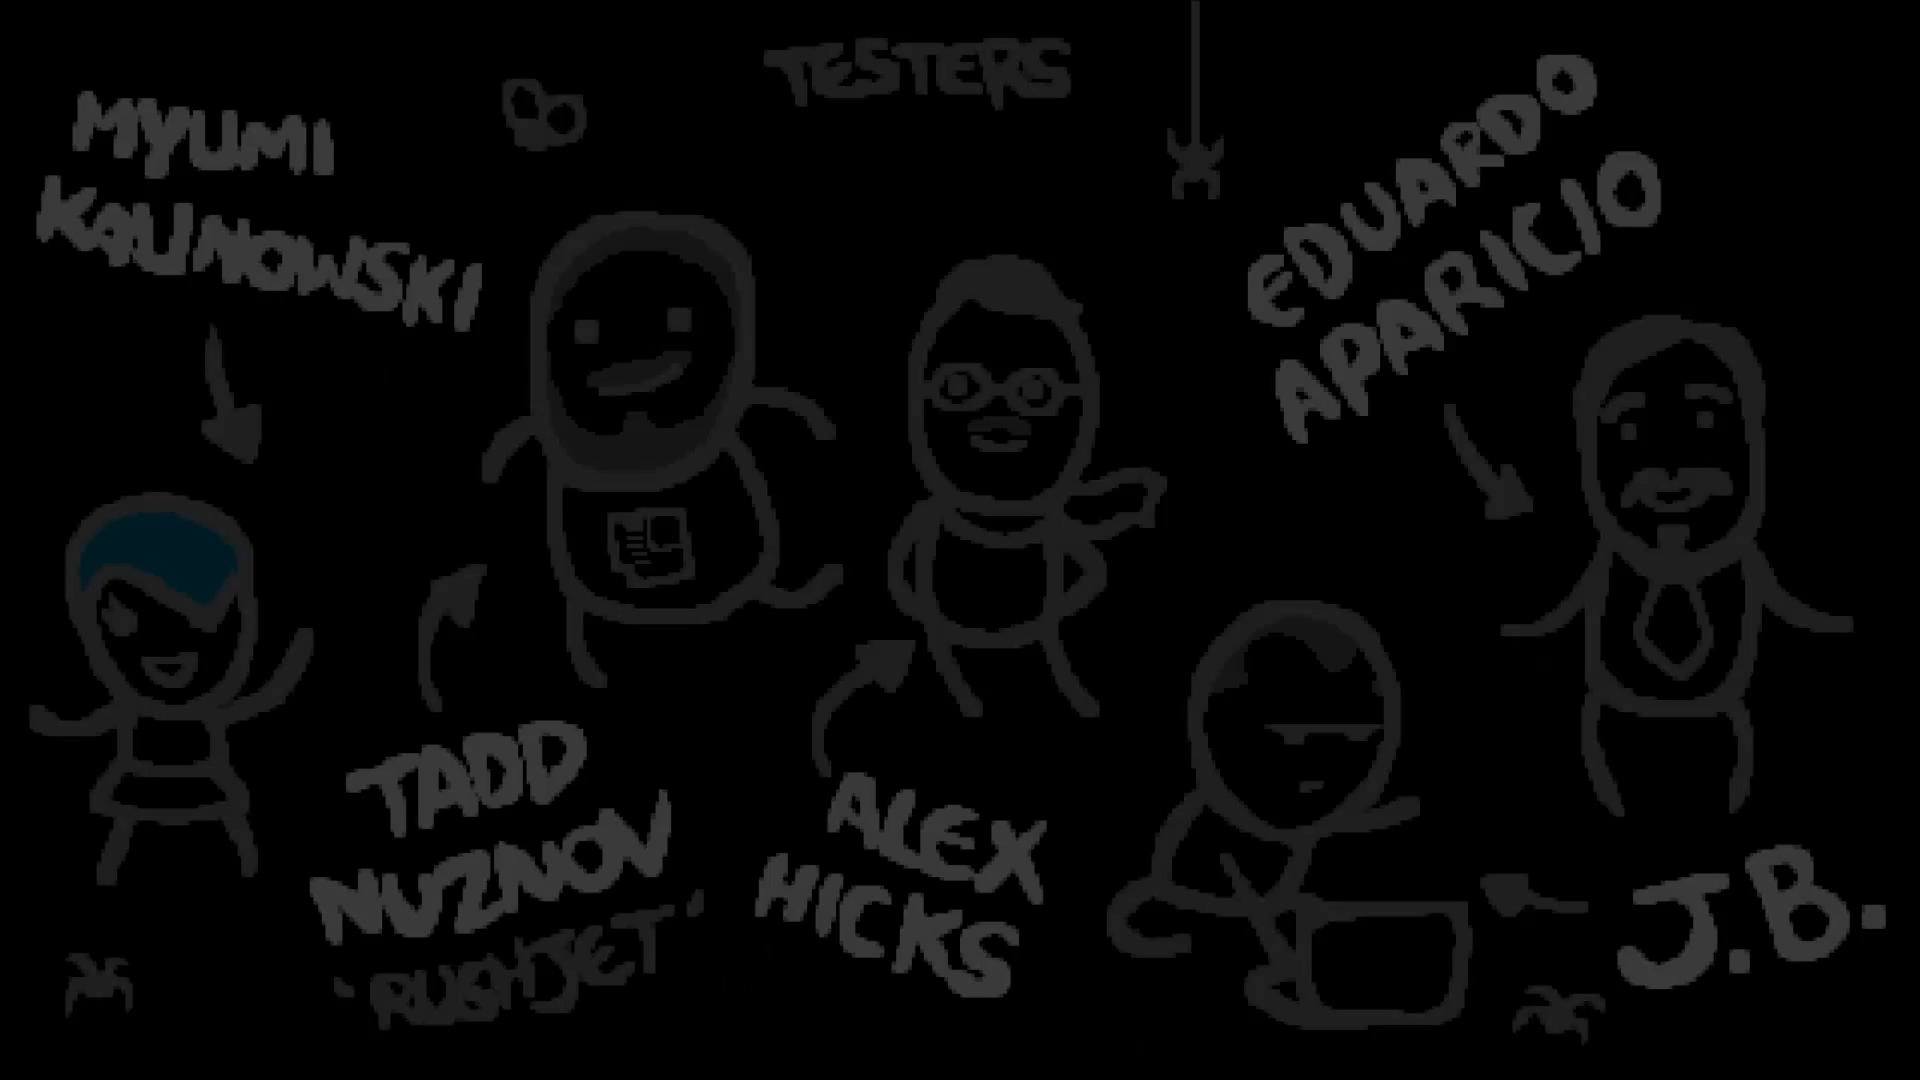 TESTERS
MYUMI
KALINOWSKI
EDUARDO
APARICIO
TADD
NUZNOV
'RUSHJET'
ALEX
HICKS
J.B.